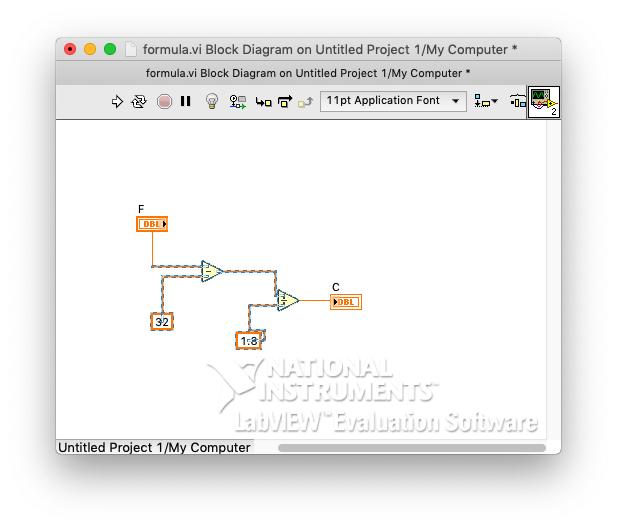 formula.vi Block Diagram on Untitled Project 1/My Computer *
formula.vi Block Diagram on Untitled Project 1/My Computer *
11pt Application Font
2
F
DBL
C
DBL
32
1.8
NATIONAL
INSTRUMENTS™
LabVIEW™ Evaluation Software
Untitled Project 1/My Computer